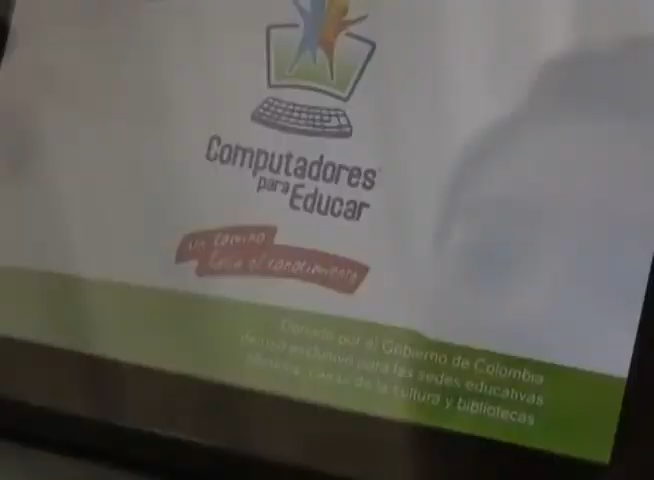 Computadores
para Educar
Un camino
hacia el conocimiento
Donado por el Gobierno de Colombia
exclusivo para las sedes educativas
casas de la cultura y bibliotecas